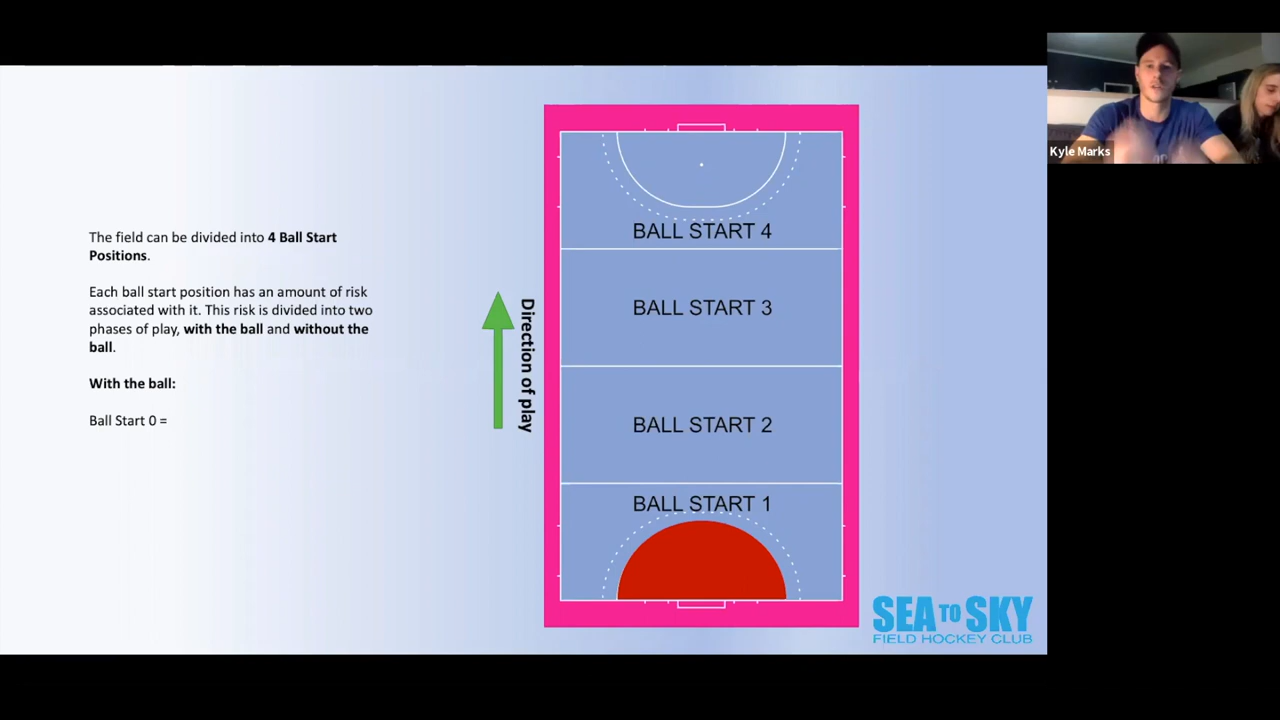 The field can be divided into 4 Ball Start
Positions.
Each ball start position has an amount of risk
associated with it. This risk is divided into two
phases of play, with the ball and without the
ball.
With the ball:
Ball Start 0 =
Direction of play
BALL START 4
BALL START 3
BALL START 2
BALL START 1
SEA TO SKY
FIELD HOCKEY CLUB
Kyle Marks